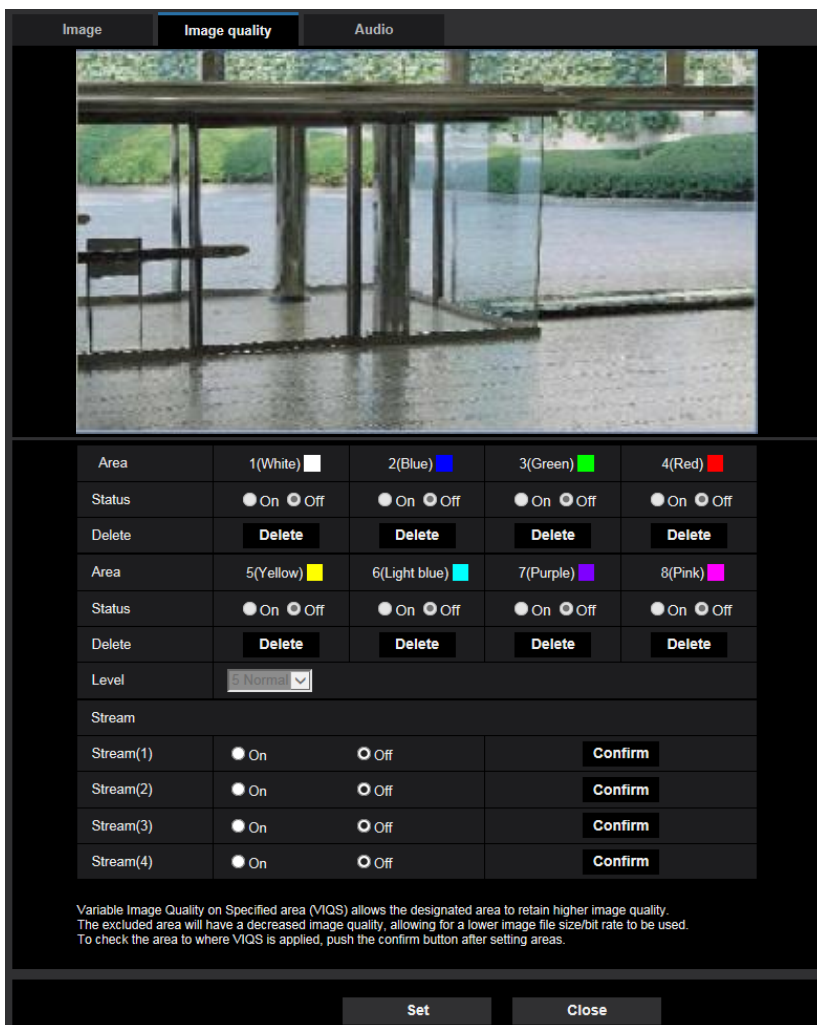 Image Image quality Audio
Area 1(White) 2(Blue) 3(Green) 4(Red)
Status On Off On Off On Off On Off
Delete Delete Delete Delete Delete
Area 5(Yellow) 6(Light blue) 7(Purple) 8(Pink)
Status On Off On Off On Off On Off
Delete Delete Delete Delete Delete
Level 5 Normal
Stream
Stream(1) On Off Confirm
Stream(2) On Off Confirm
Stream(3) On Off Confirm
Stream(4) On Off Confirm
Variable Image Quality on Specified area (VIQS) allows the designated area to retain higher image quality.
The excluded area will have a decreased image quality, allowing for a lower image file size/bit rate to be used.
To check the area to where VIQS is applied, push the confirm button after setting areas.
Set Close